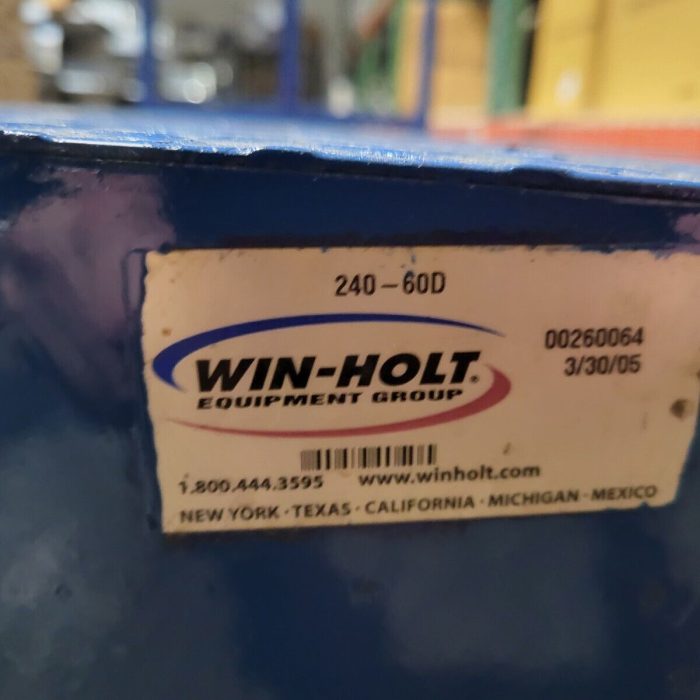 240-60D
00260064
3/30/05
WIN-HOLT®
EQUIPMENT GROUP
1.800.444.3595 www.winholt.com
NEW YORK · TEXAS · CALIFORNIA · MICHIGAN · MEXICO